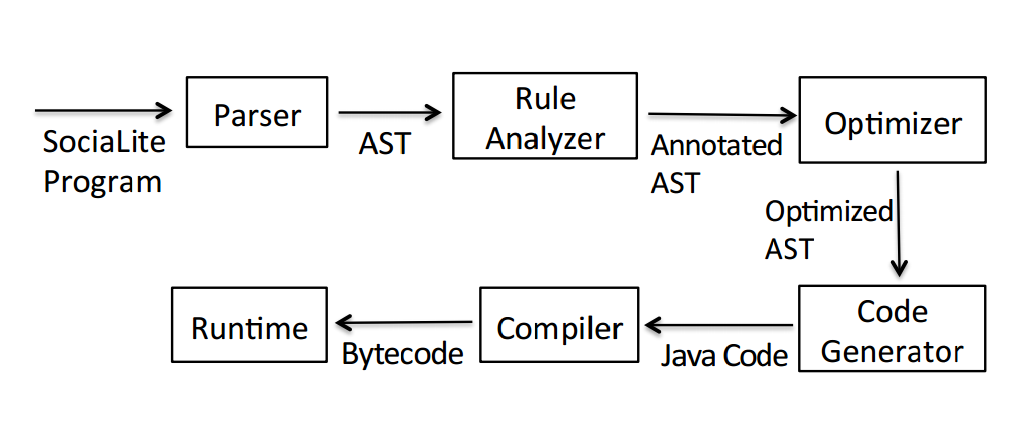 Parser
Rule
Analyzer
Optimizer
SociaLite
Program
AST
Annotated
AST
Optimized
AST
Code
Generator
Java Code
Compiler
Bytecode
Runtime